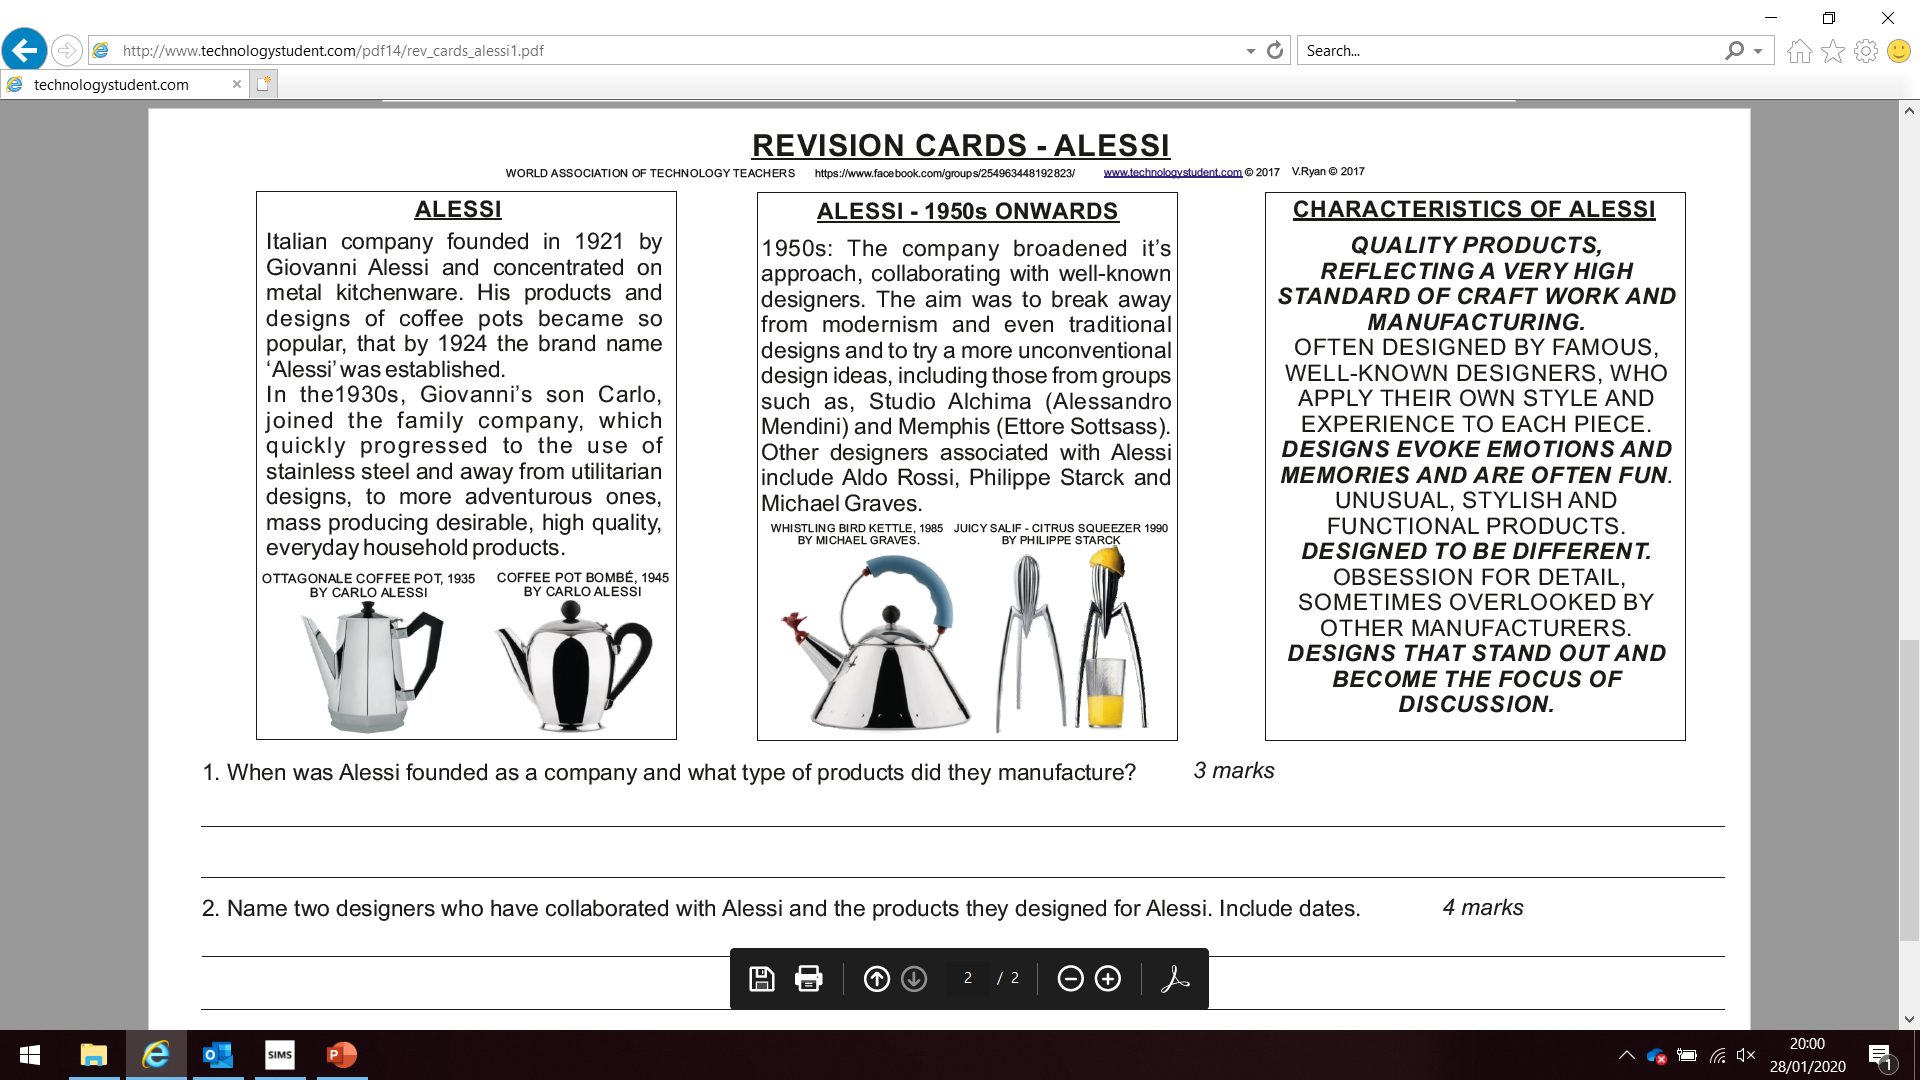 http://www.technologystudent.com/pdf14/rev_cards_alessi1.pdf
Search...
technologystudent.com
REVISION CARDS - ALESSI
WORLD ASSOCIATION OF TECHNOLOGY TEACHERS https://www.facebook.com/groups/254963448192823/ www.technologystudent.com © 2017 V.Ryan © 2017
ALESSI
Italian company founded in 1921 by
Giovanni Alessi and concentrated on
metal kitchenware. His products and
designs of coffee pots became so
popular, that by 1924 the brand name
‘Alessi’ was established.
In the1930s, Giovanni’s son Carlo,
joined the family company, which
quickly progressed to the use of
stainless steel and away from utilitarian
designs, to more adventurous ones,
mass producing desirable, high quality,
everyday household products.
OTTAGONALE COFFEE POT, 1935
BY CARLO ALESSI
COFFEE POT BOMBÉ, 1945
BY CARLO ALESSI
ALESSI - 1950s ONWARDS
1950s: The company broadened it’s
approach, collaborating with well-known
designers. The aim was to break away
from modernism and even traditional
designs and to try a more unconventional
design ideas, including those from groups
such as, Studio Alchima (Alessandro
Mendini) and Memphis (Ettore Sottsass).
Other designers associated with Alessi
include Aldo Rossi, Philippe Starck and
Michael Graves.
WHISTLING BIRD KETTLE, 1985
BY MICHAEL GRAVES.
JUICY SALIF - CITRUS SQUEEZER 1990
BY PHILIPPE STARCK
CHARACTERISTICS OF ALESSI
QUALITY PRODUCTS,
REFLECTING A VERY HIGH
STANDARD OF CRAFT WORK AND
MANUFACTURING.
OFTEN DESIGNED BY FAMOUS,
WELL-KNOWN DESIGNERS, WHO
APPLY THEIR OWN STYLE AND
EXPERIENCE TO EACH PIECE.
DESIGNS EVOKE EMOTIONS AND
MEMORIES AND ARE OFTEN FUN.
UNUSUAL, STYLISH AND
FUNCTIONAL PRODUCTS.
DESIGNED TO BE DIFFERENT.
OBSESSION FOR DETAIL,
SOMETIMES OVERLOOKED BY
OTHER MANUFACTURERS.
DESIGNS THAT STAND OUT AND
BECOME THE FOCUS OF
DISCUSSION.
1. When was Alessi founded as a company and what type of products did they manufacture? 3 marks
2. Name two designers who have collaborated with Alessi and the products they designed for Alessi. Include dates. 4 marks
2 / 2
SIMS
20:00
28/01/2020
1